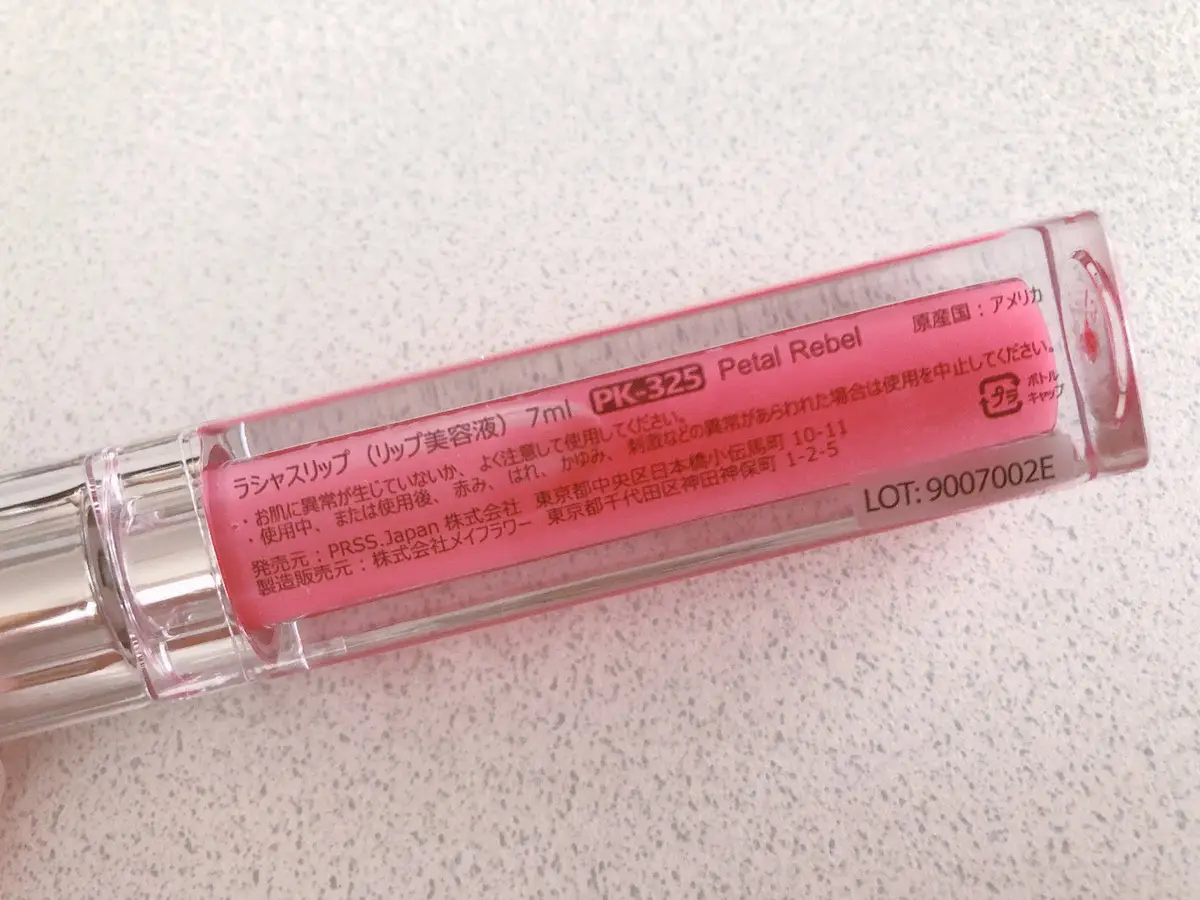 ラシャスリップ（リップ美容液） 7ml PK-325 Petal Rebel 原産国：アメリカ
・お肌に異常が生じていないか、よく注意して使用してください。
・使用中、または使用後、赤み、はれ、かゆみ、刺激などの異常があらわれた場合は使用を中止してください。
発売元：PRSS.Japan 株式会社 東京都中央区日本橋小伝馬町 10-11
製造販売元：株式会社メイフラワー 東京都千代田区神田神保町 1-2-5
プラ
ボトル
キャップ
LOT: 9007002E